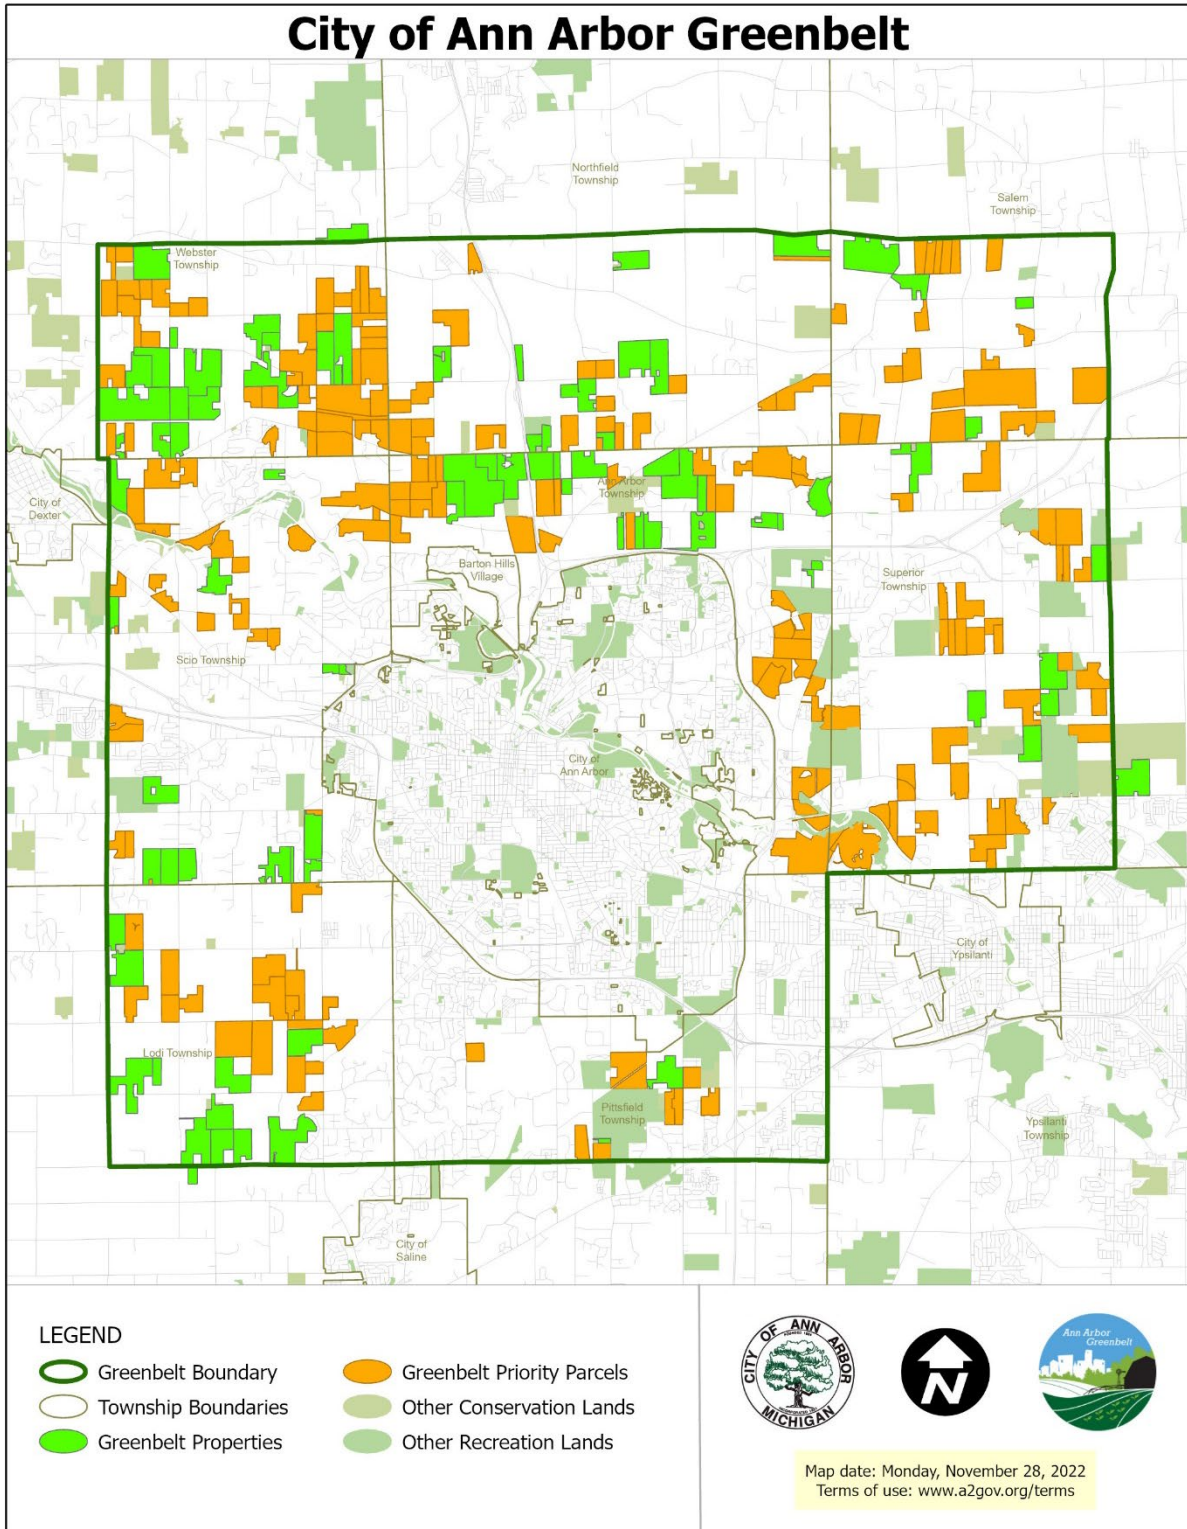 City of Ann Arbor Greenbelt
Northfield
Township
Salem
Township
Webster
Township
City of
Dexter
Ann Arbor
Township
Barton Hills
Village
Superior
Township
Scio Township
City of
Ann Arbor
City of
Ypsilanti
Lodi Township
Pittsfield
Township
Ypsilanti
Township
City of
Saline
LEGEND
Greenbelt Boundary
Township Boundaries
Greenbelt Properties
Greenbelt Priority Parcels
Other Conservation Lands
Other Recreation Lands
CITY OF ANN ARBOR
MICHIGAN
N
Ann Arbor
Greenbelt
Map date: Monday, November 28, 2022
Terms of use: www.a2gov.org/terms